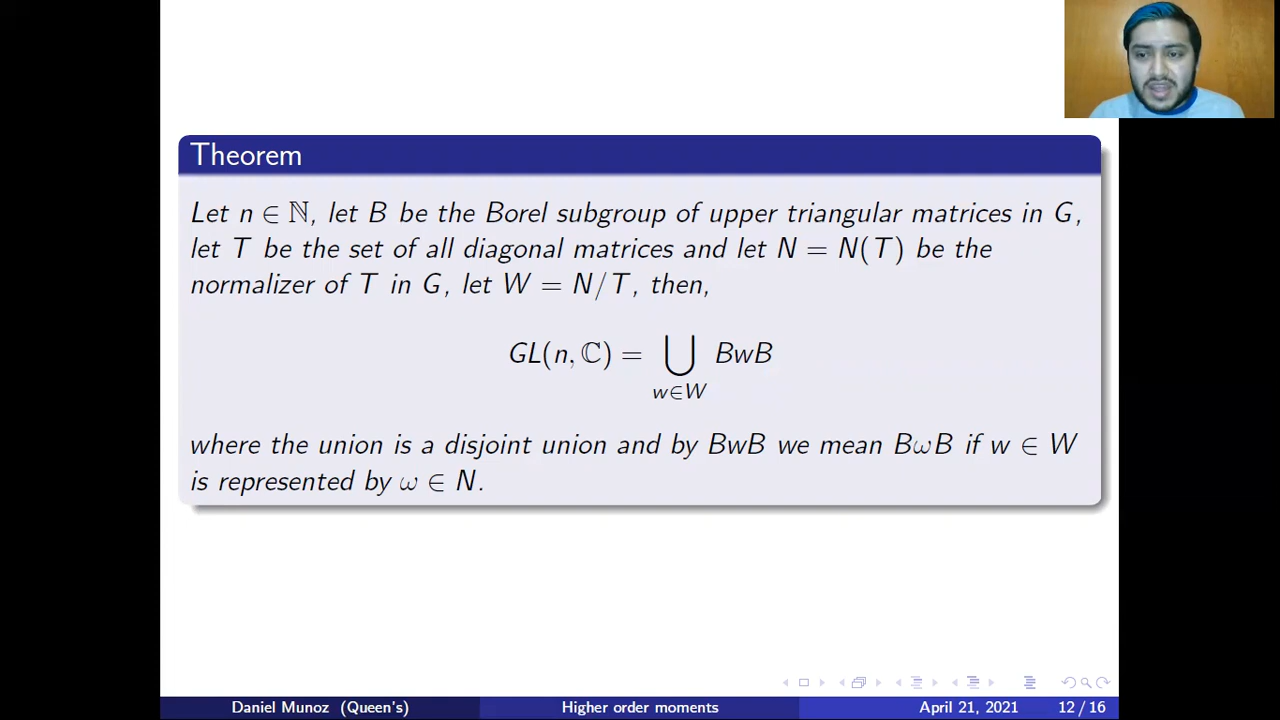 Theorem
Let n ∈ ℕ, let B be the Borel subgroup of upper triangular matrices in G,
let T be the set of all diagonal matrices and let N = N(T) be the
normalizer of T in G, let W = N/T, then,
GL(n, ℂ) = ⋃ BwB
w∈W
where the union is a disjoint union and by BwB we mean BωB if w ∈ W
is represented by ω ∈ N.
Daniel Munoz (Queen's) Higher order moments April 21, 2021 12 / 16